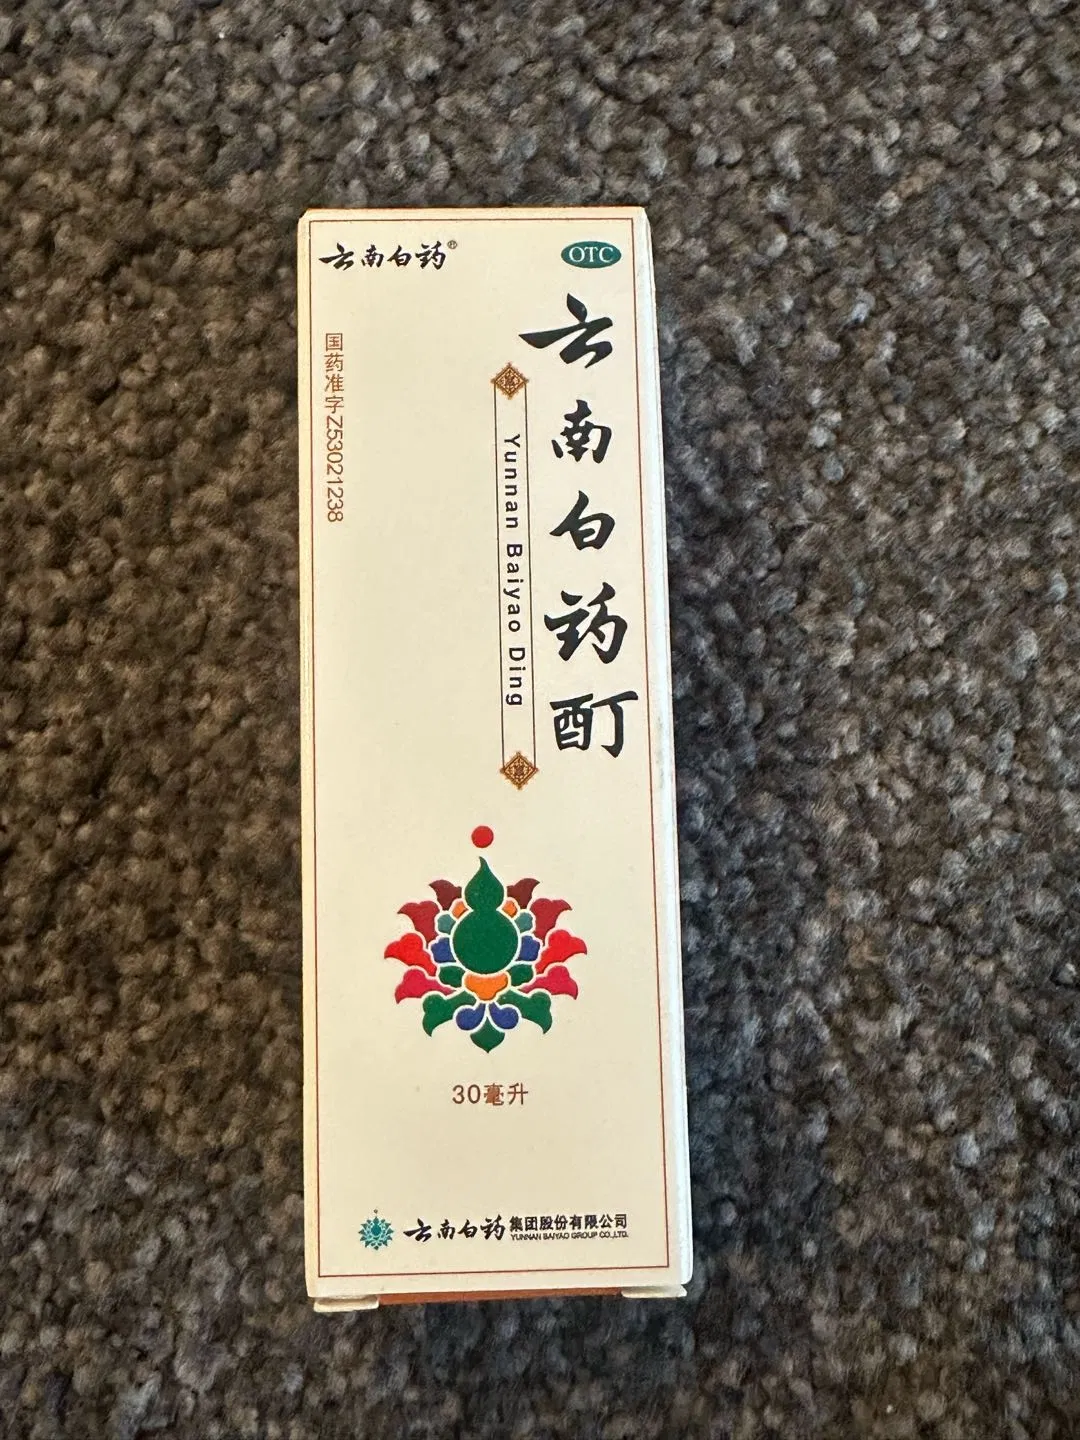 云南白药®
OTC
云南白药酊
Yunnan Baiyao Ding
国药准字Z53021238
30毫升
云南白药集团股份有限公司
YUNNAN BAIYAO GROUP CO.,LTD.